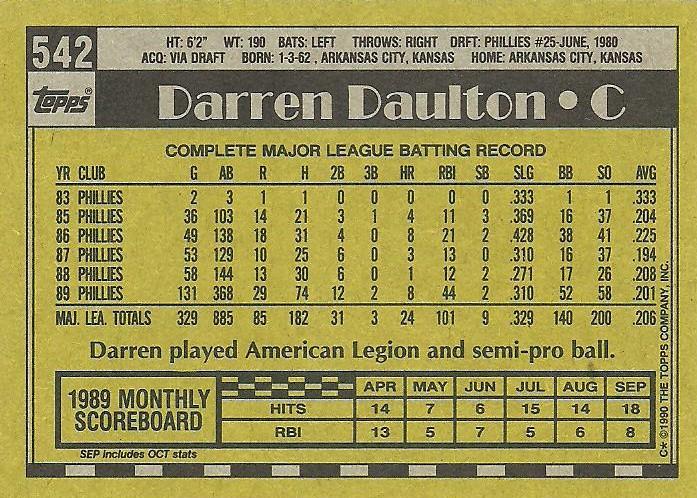 542
HT: 6'2" WT: 190 BATS: LEFT THROWS: RIGHT DRFT: PHILLIES #25-JUNE, 1980
ACQ: VIA DRAFT BORN: 1-3-62 , ARKANSAS CITY, KANSAS HOME: ARKANSAS CITY, KANSAS
topps®
Darren Daulton • C
COMPLETE MAJOR LEAGUE BATTING RECORD
YR CLUB G AB R H 2B 3B HR RBI SB SLG BB SO AVG
83 PHILLIES 2 3 1 1 0 0 0 0 0 .333 1 1 .333
85 PHILLIES 36 103 14 21 3 1 4 11 3 .369 16 37 .204
86 PHILLIES 49 138 18 31 4 0 8 21 2 .428 38 41 .225
87 PHILLIES 53 129 10 25 6 0 3 13 0 .310 16 37 .194
88 PHILLIES 58 144 13 30 6 0 1 12 2 .271 17 26 .208
89 PHILLIES 131 368 29 74 12 2 8 44 2 .310 52 58 .201
MAJ. LEA. TOTALS 329 885 85 182 31 3 24 101 9 .329 140 200 .206
Darren played American Legion and semi-pro ball.
1989 MONTHLY
SCOREBOARD
APR MAY JUN JUL AUG SEP
HITS 14 7 6 15 14 18
RBI 13 5 7 5 6 8
SEP includes OCT stats
C* ©1990 THE TOPPS COMPANY, INC.